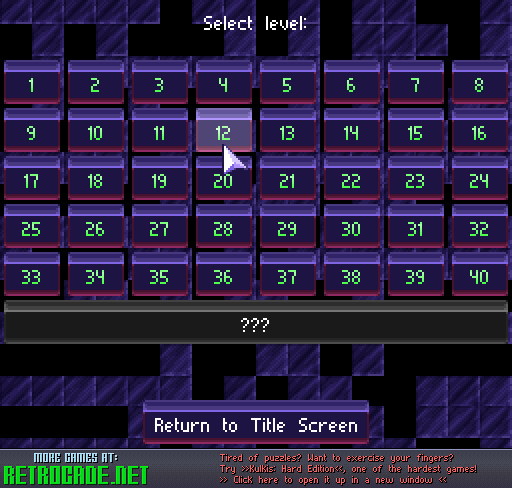 Select level:
1 2 3 4 5 6 7 8
9 10 11 12 13 14 15 16
17 18 19 20 21 22 23 24
25 26 27 28 29 30 31 32
33 34 35 36 37 38 39 40
???
Return to Title Screen
MORE GAMES AT:
RETROCADE.NET
Tired of puzzles? Want to exercise your fingers?
Try >>Kulkis: Hard Edition<<, one of the hardest games!
>> Click here to open it up in a new window <<